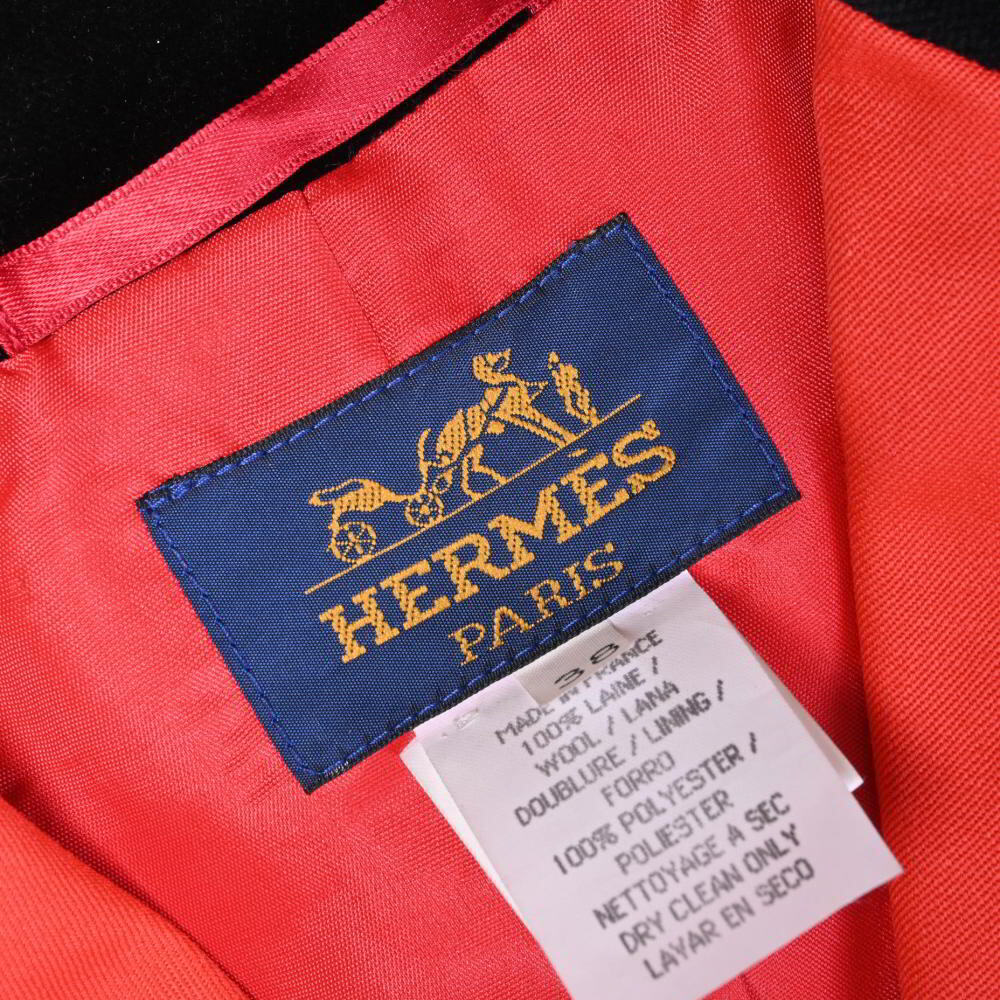 HERMÈS
PARIS
38
MADE IN FRANCE
100% LAINE /
WOOL / LANA
DOUBLURE / LINING /
FORRO
100% POLYESTER /
POLIESTER
NETTOYAGE A SEC
DRY CLEAN ONLY
LAVAR EN SECO